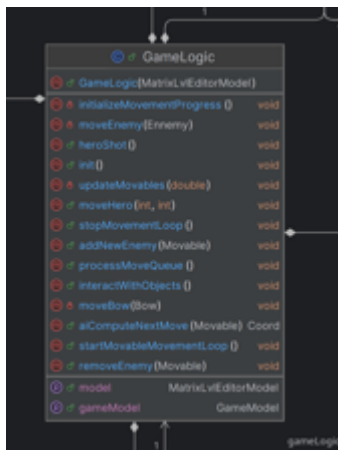 1
GameLogic
GameLogic(MatrixLvlEditorModel)
initializeMovementProgress () void
moveEnemy(Ennemy) void
heroShot() void
init() void
updateMovables(double) void
moveHero(int, int) void
stopMovementLoop () void
addNewEnemy(Movable) void
processMoveQueue () void
interactWithObjects () void
moveBow(Bow) void
aiComputeNextMove (Movable) Coord
startMovableMovementLoop () void
removeEnemy(Movable) void
model MatrixLvlEditorModel
gameModel GameModel
1
gameLogic